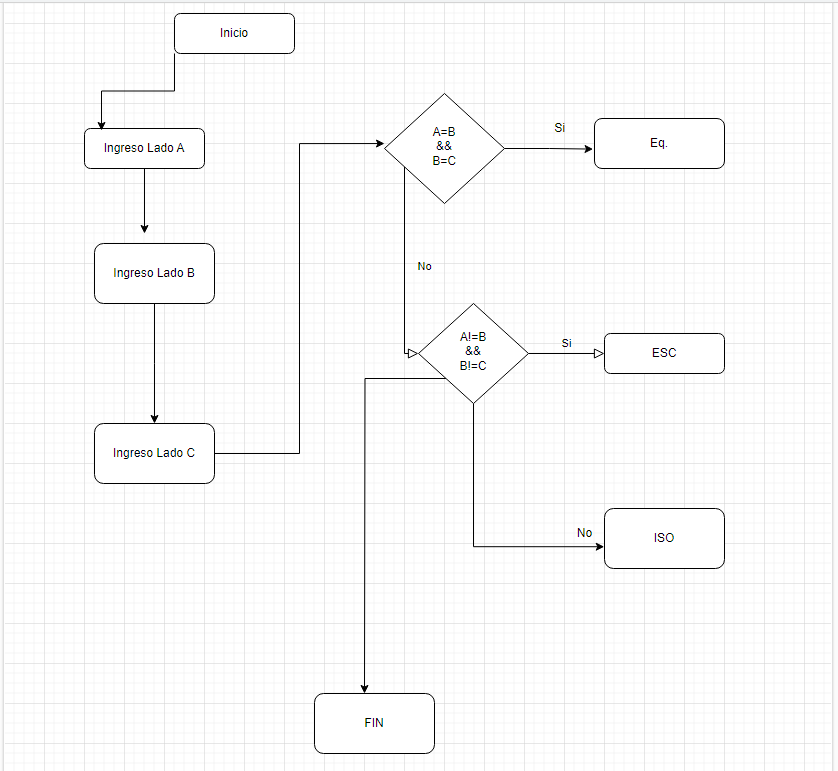 Inicio
Ingreso Lado A
Ingreso Lado B
Ingreso Lado C
A=B
&&
B=C
Si
Eq.
No
A!=B
&&
B!=C
Si
ESC
No
ISO
FIN